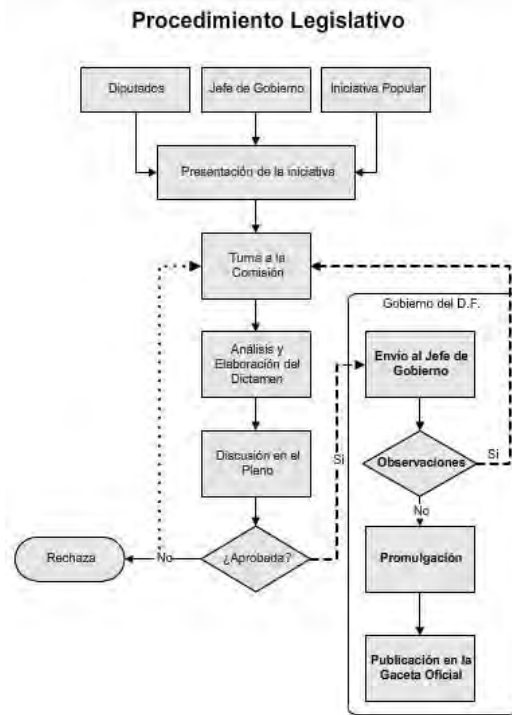 Procedimiento Legislativo
Diputados
Jefe de Gobierno
Iniciativa Popular
Presentación de la iniciativa
Turna a la
Comisión
Gobierno del D.F.
Análisis y
Elaboración del
Dictamen
Envío al Jefe de
Gobierno
Discusión en el
Pleno
Si
Observaciones
Si
No
Rechaza
No
¿Aprobada?
Promulgación
Publicación en la
Gaceta Oficial